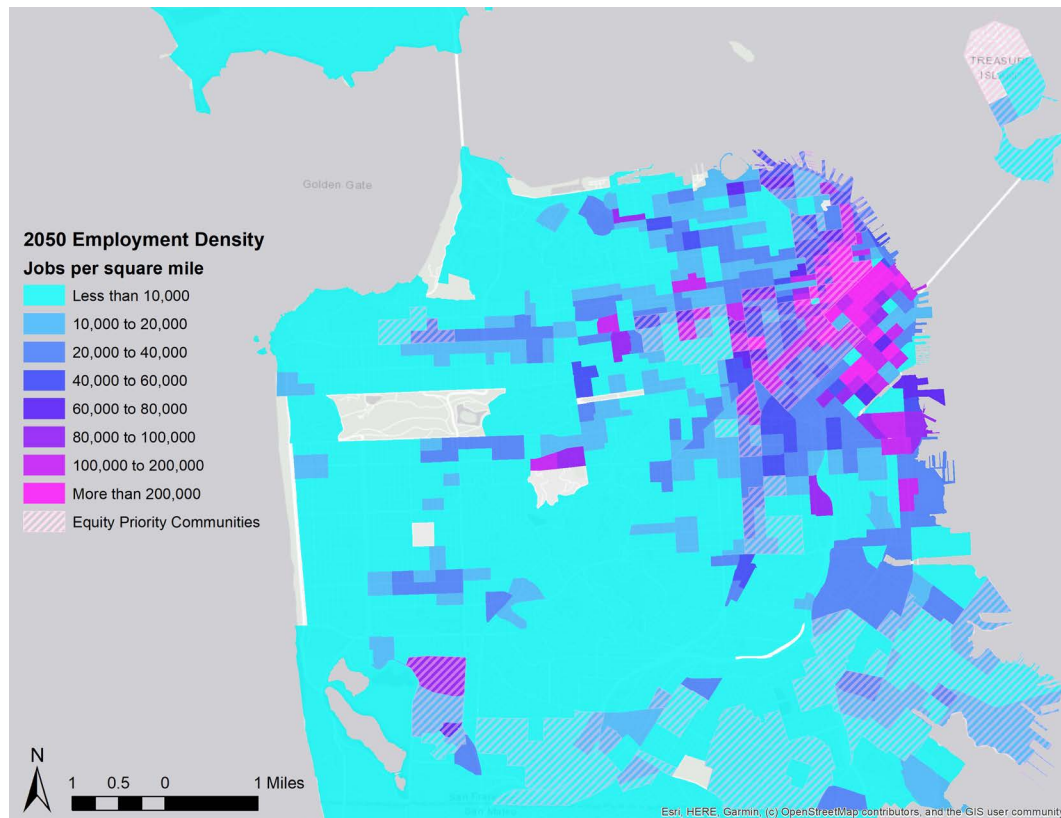 TREASURE
ISLAND
Golden Gate
2050 Employment Density
Jobs per square mile
Less than 10,000
10,000 to 20,000
20,000 to 40,000
40,000 to 60,000
60,000 to 80,000
80,000 to 100,000
100,000 to 200,000
More than 200,000
Equity Priority Communities
N
1 0.5 0 1 Miles
Esri, HERE, Garmin, (c) OpenStreetMap contributors, and the GIS user community